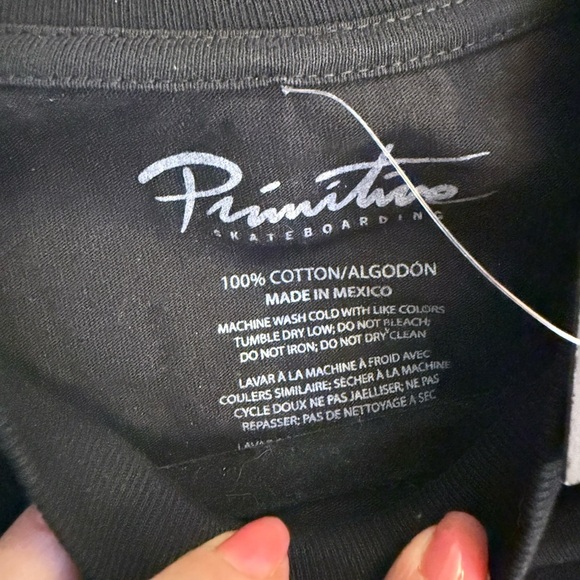 Primitive
SKATEBOARDING
100% COTTON/ALGODÓN
MADE IN MEXICO
MACHINE WASH COLD WITH LIKE COLORS
TUMBLE DRY LOW; DO NOT BLEACH;
DO NOT IRON; DO NOT DRY CLEAN
LAVAR À LA MACHINE À FROID AVEC
COULERS SIMILAIRE; SÈCHER À LA MACHINE
CYCLE DOUX NE PAS JAELLISER; NE PAS
REPASSER; PAS DE NETTOYAGE A SEC
LAVAR